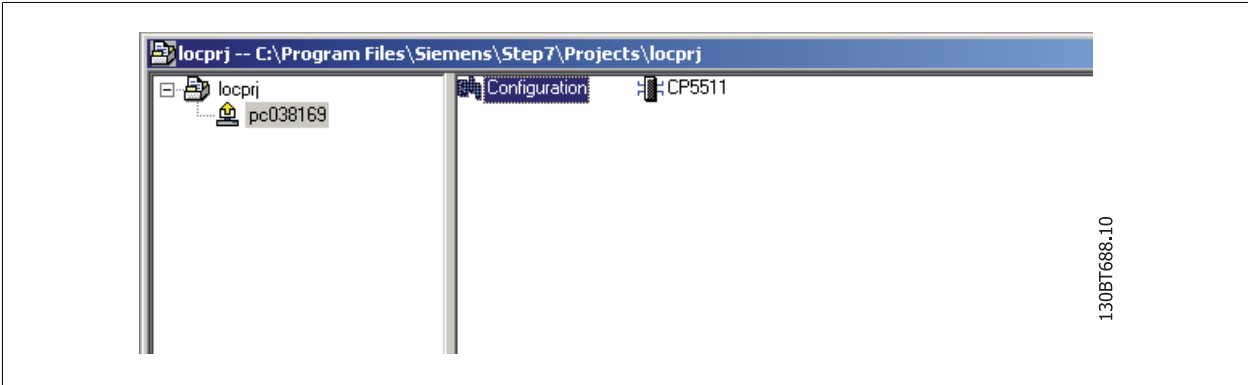 locprj -- C:\Program Files\Siemens\Step7\Projects\locprj
locprj
pc038169
Configuration
CP5511
130BT688.10